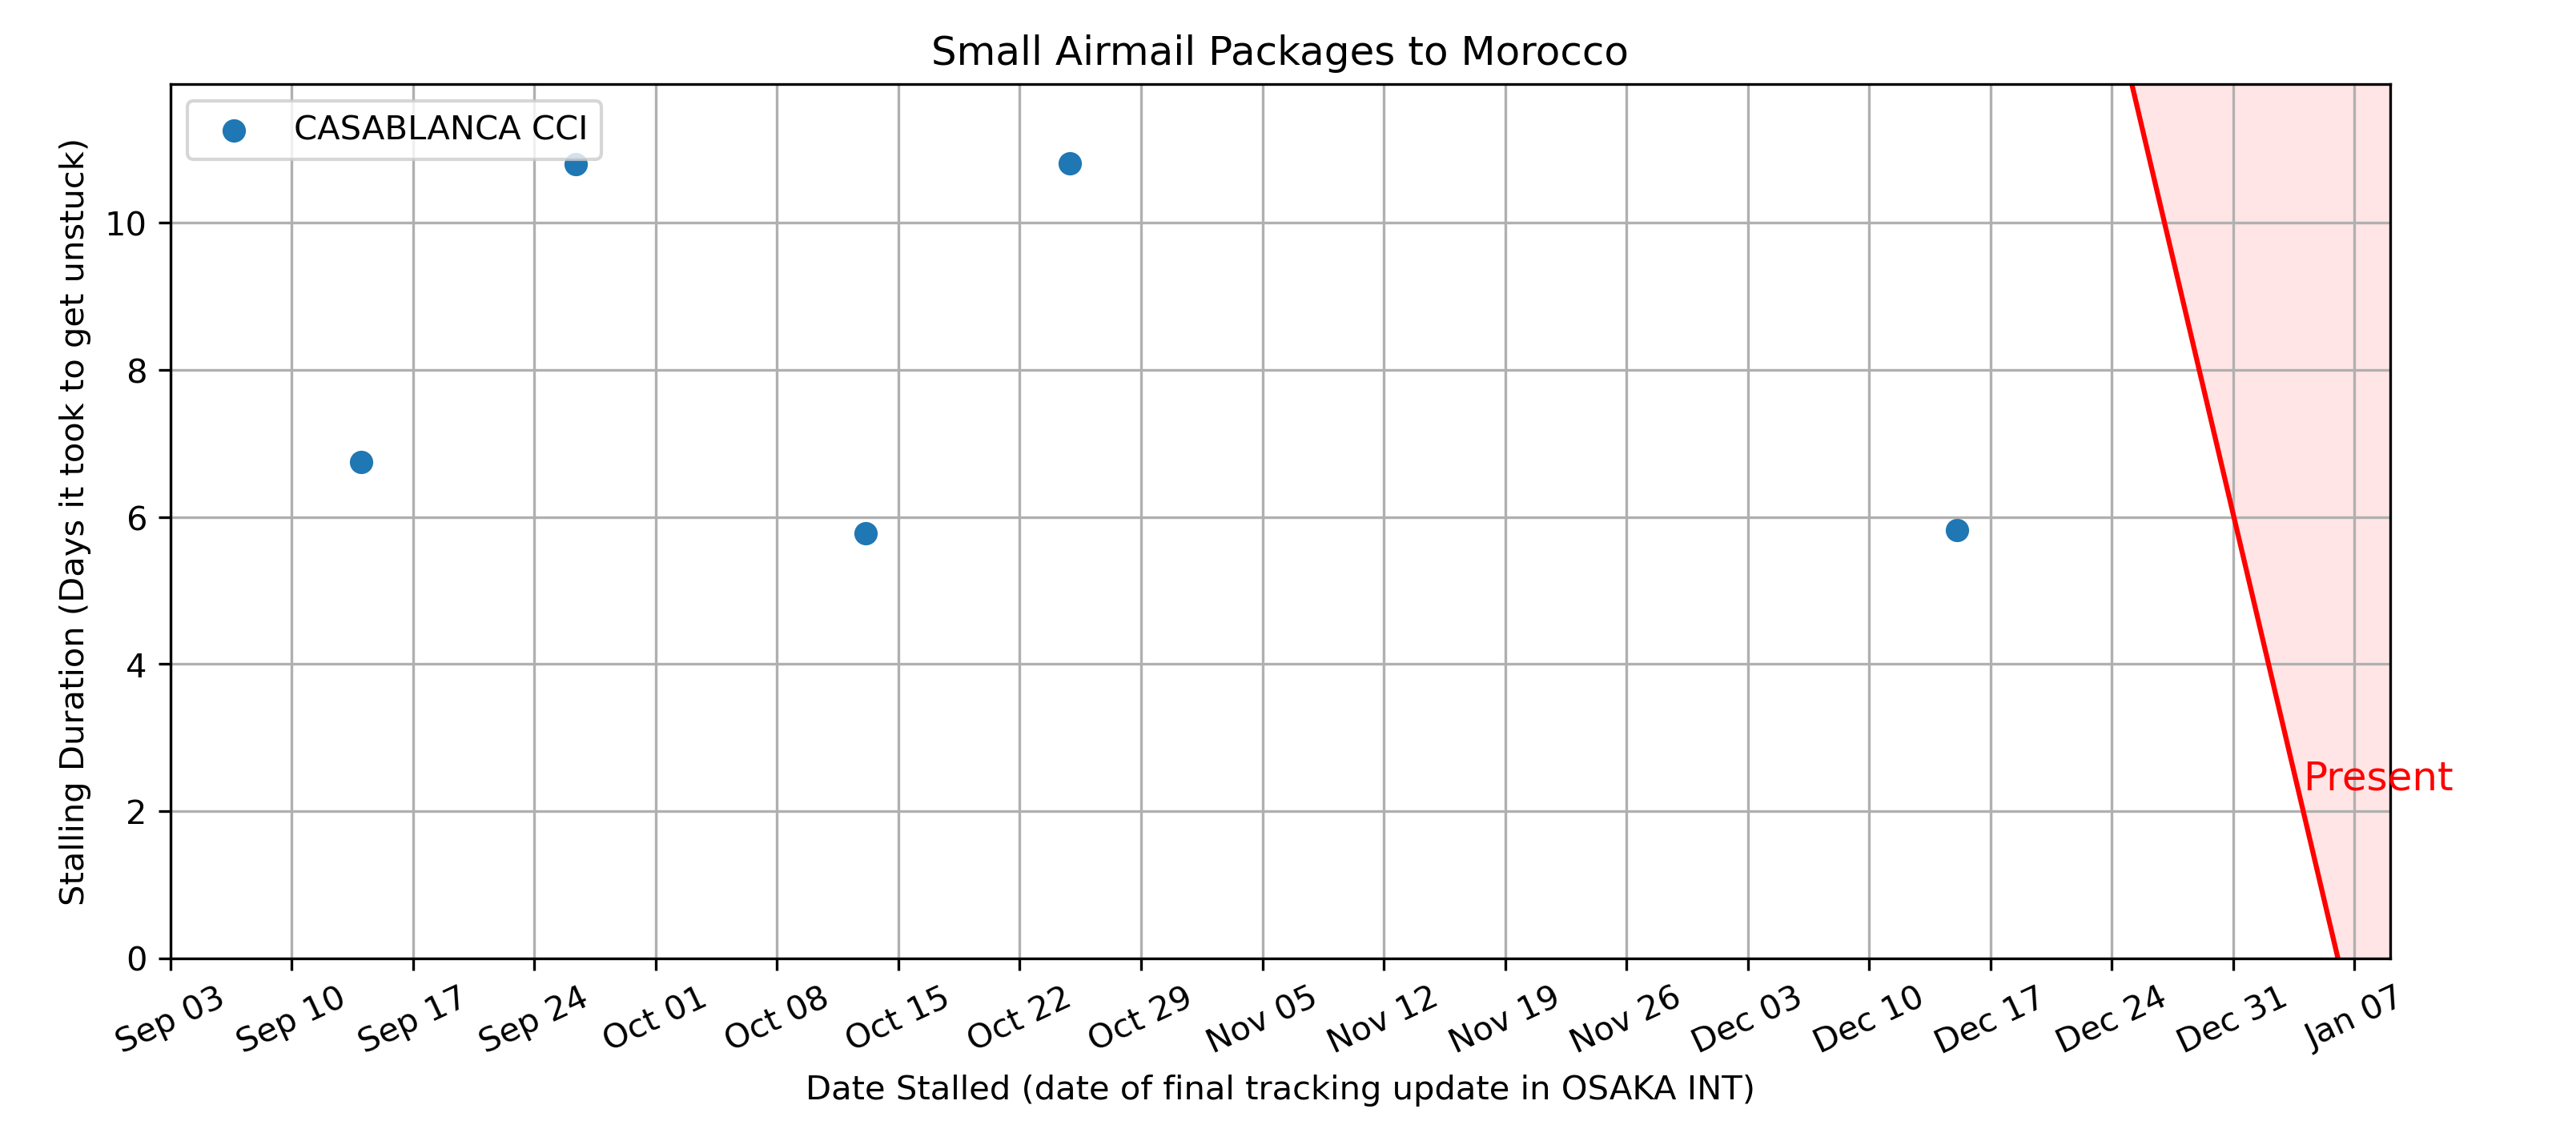 Small Airmail Packages to Morocco
CASABLANCA CCI
Stalling Duration (Days it took to get unstuck)
10
8
6
4
2
0
Present
Sep 03 Sep 10 Sep 17 Sep 24 Oct 01 Oct 08 Oct 15 Oct 22 Oct 29 Nov 05 Nov 12 Nov 19 Nov 26 Dec 03 Dec 10 Dec 17 Dec 24 Dec 31 Jan 07
Date Stalled (date of final tracking update in OSAKA INT)